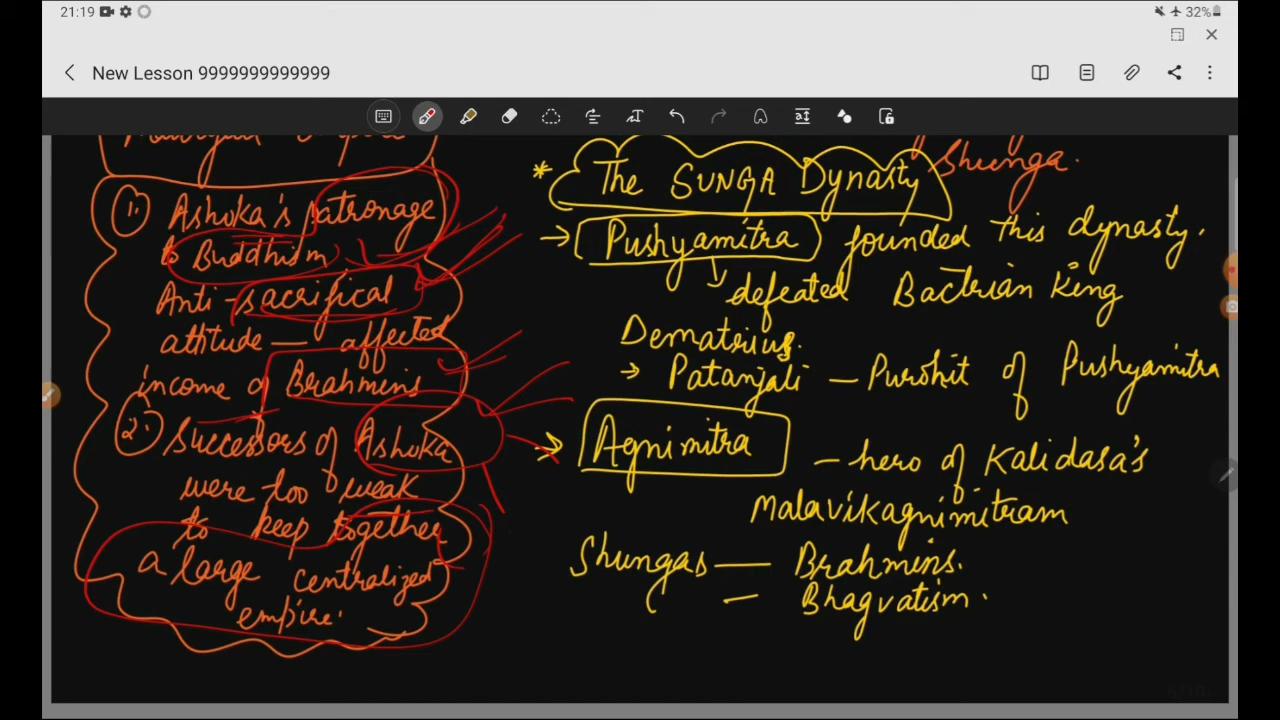 21:19
32%
New Lesson 9999999999999
Shunga.
1. Ashoka's patronage
to Buddhism
Anti-sacrifical
attitude — affected
income of Brahmins
2. Successors of Ashoka
were too weak
to keep together
a large centralized
empire.
* The SUNGA Dynasty
→ Pushyamitra founded this dynasty.
↓ defeated Bactrian King
Dematrius.
→ Patanjali — Purohit of Pushyamitra
→ Agnimitra — hero of Kalidasa's
Malavikagnimitram
Shungas — Brahmins.
— Bhagvatism.